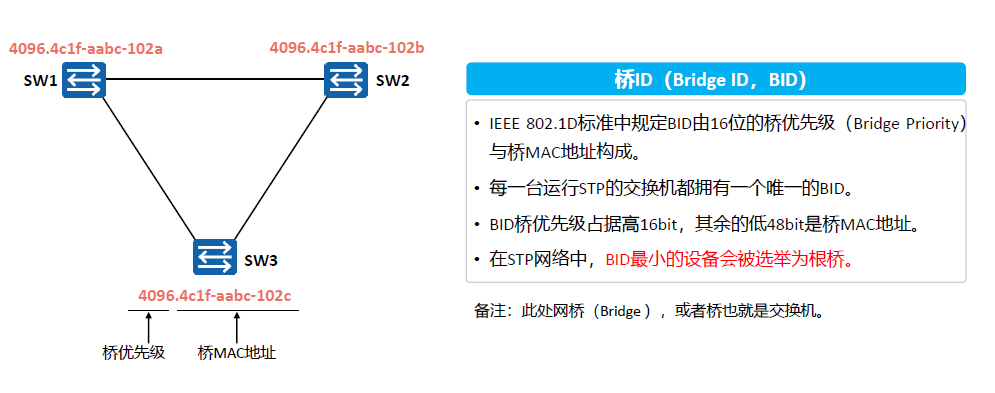 4096.4c1f-aabc-102a
4096.4c1f-aabc-102b
SW1
SW2
SW3
4096.4c1f-aabc-102c
桥优先级
桥MAC地址
桥ID（Bridge ID，BID）
• IEEE 802.1D标准中规定BID由16位的桥优先级（Bridge Priority）
与桥MAC地址构成。
• 每一台运行STP的交换机都拥有一个唯一的BID。
• BID桥优先级占据高16bit，其余的低48bit是桥MAC地址。
• 在STP网络中，BID最小的设备会被选举为根桥。
备注：此处网桥（Bridge ），或者桥也就是交换机。